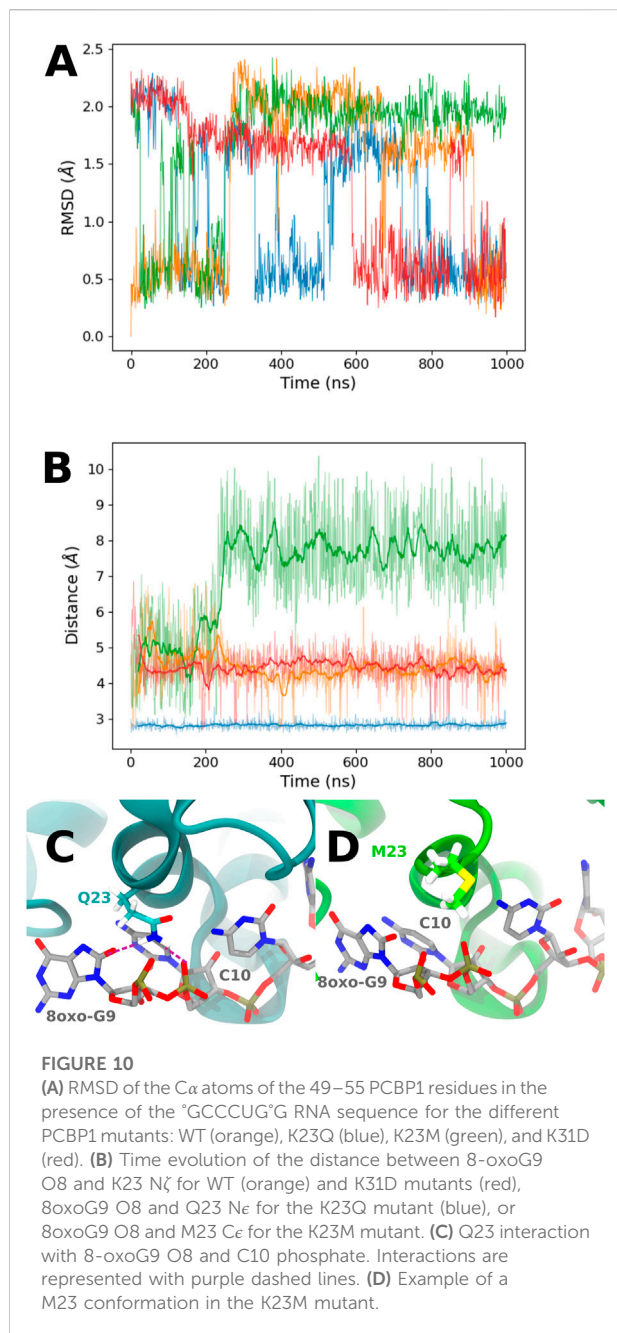 A
2.5
2.0
1.5
1.0
0.5
0.0
RMSD (Å)
0 200 400 600 800 1000
Time (ns)
B
10
9
8
7
6
5
4
3
Distance (Å)
0 200 400 600 800 1000
Time (ns)
C
Q23
C10
8oxo-G9
D
M23
C10
8oxo-G9
FIGURE 10
(A) RMSD of the Cα atoms of the 49–55 PCBP1 residues in the
presence of the °GCCCUG°G RNA sequence for the different
PCBP1 mutants: WT (orange), K23Q (blue), K23M (green), and K31D
(red). (B) Time evolution of the distance between 8-oxoG9
O8 and K23 Nζ for WT (orange) and K31D mutants (red),
8oxoG9 O8 and Q23 Nϵ for the K23Q mutant (blue), or
8oxoG9 O8 and M23 Cϵ for the K23M mutant. (C) Q23 interaction
with 8-oxoG9 O8 and C10 phosphate. Interactions are
represented with purple dashed lines. (D) Example of a
M23 conformation in the K23M mutant.